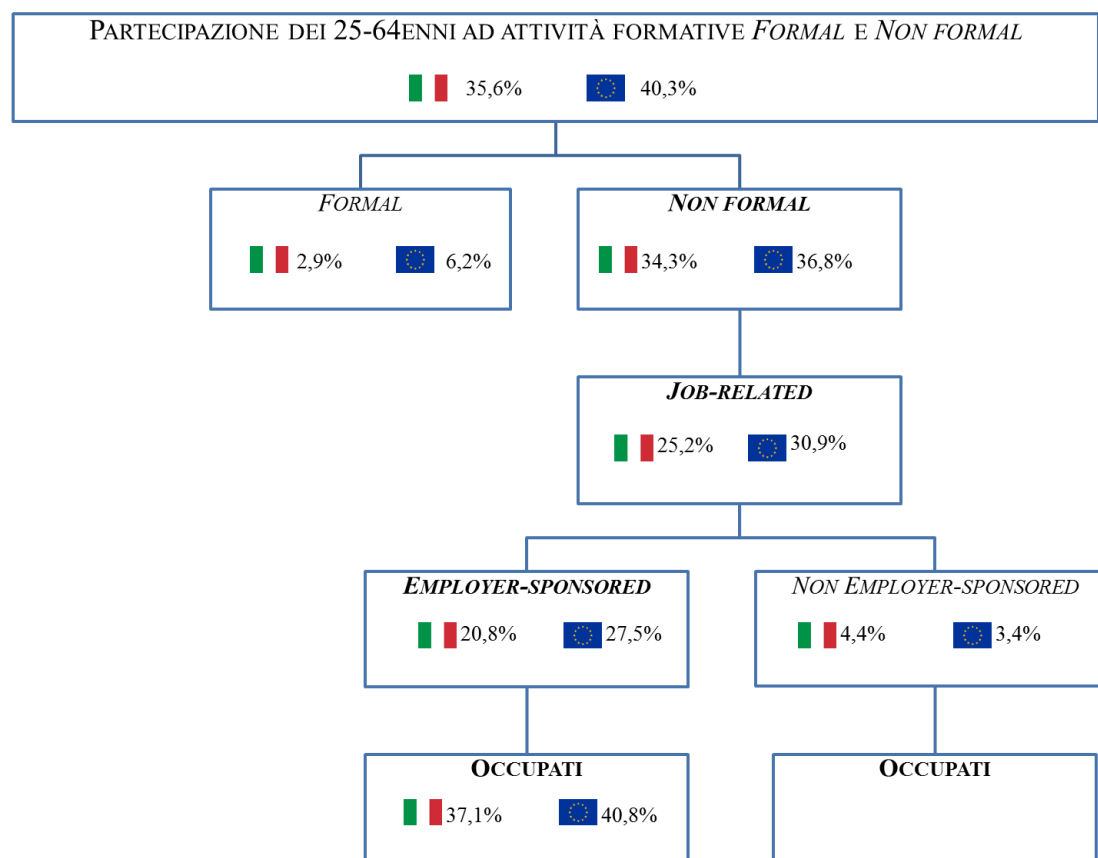 PARTECIPAZIONE DEI 25-64ENNI AD ATTIVITÀ FORMATIVE FORMAL E NON FORMAL
35,6% 40,3%
FORMAL
2,9% 6,2%
NON FORMAL
34,3% 36,8%
JOB-RELATED
25,2% 30,9%
EMPLOYER-SPONSORED
20,8% 27,5%
NON EMPLOYER-SPONSORED
4,4% 3,4%
OCCUPATI
37,1% 40,8%
OCCUPATI